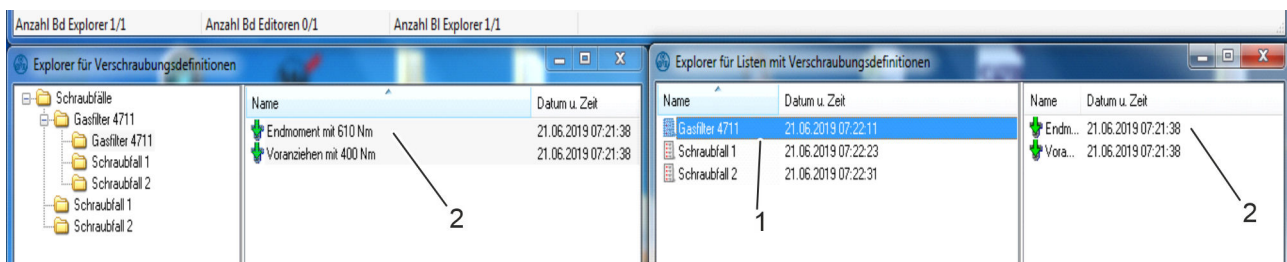 Anzahl Bd Explorer 1/1 Anzahl Bd Editoren 0/1 Anzahl Bl Explorer 1/1
Explorer für Verschraubungsdefinitionen
Schraubfälle
Gasfilter 4711
Gasfilter 4711
Schraubfall 1
Schraubfall 2
Schraubfall 1
Schraubfall 2
Name Datum u. Zeit
Endmoment mit 610 Nm 21.06.2019 07:21:38
Voranziehen mit 400 Nm 21.06.2019 07:21:38
2
Explorer für Listen mit Verschraubungsdefinitionen
Name Datum u. Zeit
Gasfilter 4711 21.06.2019 07:22:11
Schraubfall 1 21.06.2019 07:22:23
Schraubfall 2 21.06.2019 07:22:31
1
Name Datum u. Zeit
Endm... 21.06.2019 07:21:38
Vora... 21.06.2019 07:21:38
2